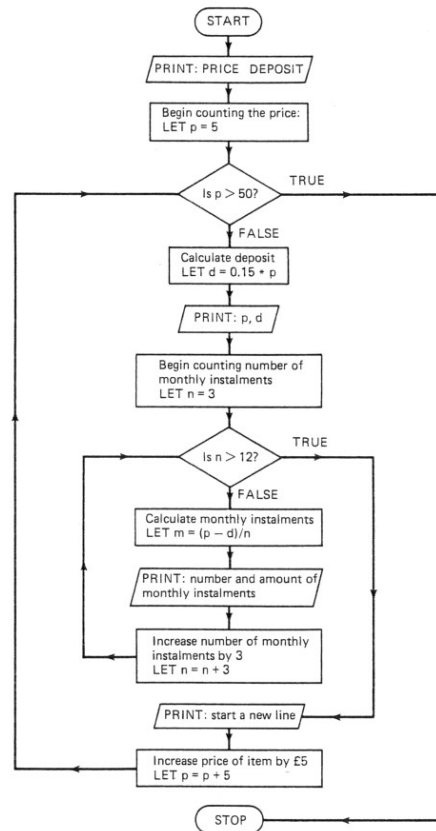 START
PRINT: PRICE DEPOSIT
Begin counting the price:
LET p = 5
Is p > 50?
TRUE
FALSE
Calculate deposit
LET d = 0.15 * p
PRINT: p, d
Begin counting number of
monthly instalments
LET n = 3
Is n > 12?
TRUE
FALSE
Calculate monthly instalments
LET m = (p – d)/n
PRINT: number and amount of
monthly instalments
Increase number of monthly
instalments by 3
LET n = n + 3
PRINT: start a new line
Increase price of item by £5
LET p = p + 5
STOP